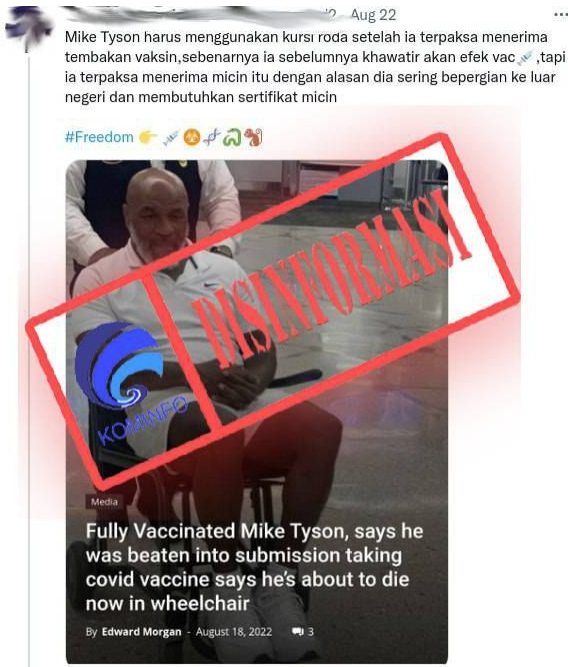 Aug 22
Mike Tyson harus menggunakan kursi roda setelah ia terpaksa menerima
tembakan vaksin,sebenarnya ia sebelumnya khawatir akan efek vac💉,tapi
ia terpaksa menerima micin itu dengan alasan dia sering bepergian ke luar
negeri dan membutuhkan sertifikat micin
#Freedom 👉 💉☣️🧬🐍🐿️
DISINFORMASI
KOMINFO
Media
Fully Vaccinated Mike Tyson, says he
was beaten into submission taking
covid vaccine says he's about to die
now in wheelchair
By Edward Morgan - August 18, 2022 3